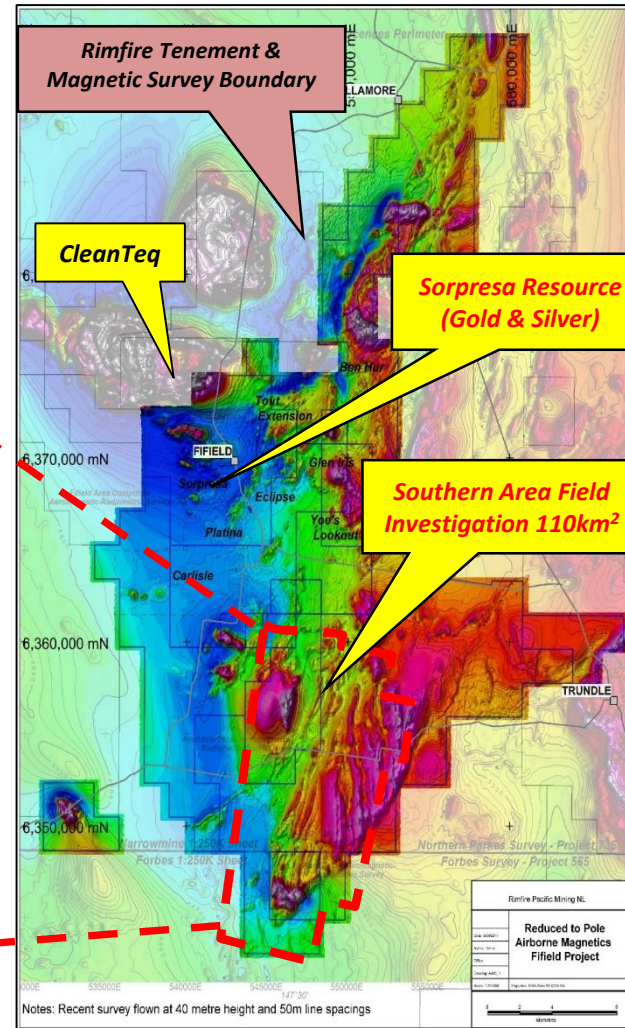 Rimfire Tenement &
Magnetic Survey Boundary
560,000 mE
CleanTeq
Sorpresa Resource
(Gold & Silver)
Ben Hur
Tout
Extension
6,370,000 mN
FIFIELD
Glen Iris
Sorpresa
Eclipse
Platina
Yoe's
Lookout
Southern Area Field
Investigation 110km²
Carlisle
6,360,000 mN
TRUNDLE
6,350,000 mN
Narromine 1:250K Sheet
Forbes 1:250K Sheet
Northern Parkes Survey - Project
Forbes Survey - Project 565
Rimfire Pacific Mining NL
Reduced to Pole
Airborne Magnetics
Fifield Project
kilometres
535000E 540000E 545000E 550000E 555000E
147°30'
Notes: Recent survey flown at 40 metre height and 50m line spacings